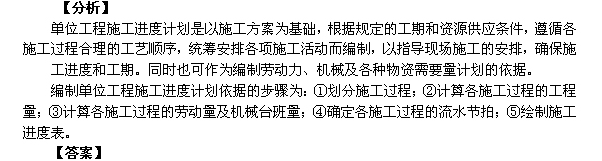 【分析】
单位工程施工进度计划是以施工方案为基础，根据规定的工期和资源供应条件，遵循各
施工过程合理的工艺顺序，统筹安排各项施工活动而编制，以指导现场施工的安排，确保施
工进度和工期。同时也可作为编制劳动力、机械及各种物资需要量计划的依据。
编制单位工程施工进度计划依据的步骤为：①划分施工过程；②计算各施工过程的工程
量；③计算各施工过程的劳动量及机械台班量；④确定各施工过程的流水节拍；⑤绘制施工
进度表。
【答案】